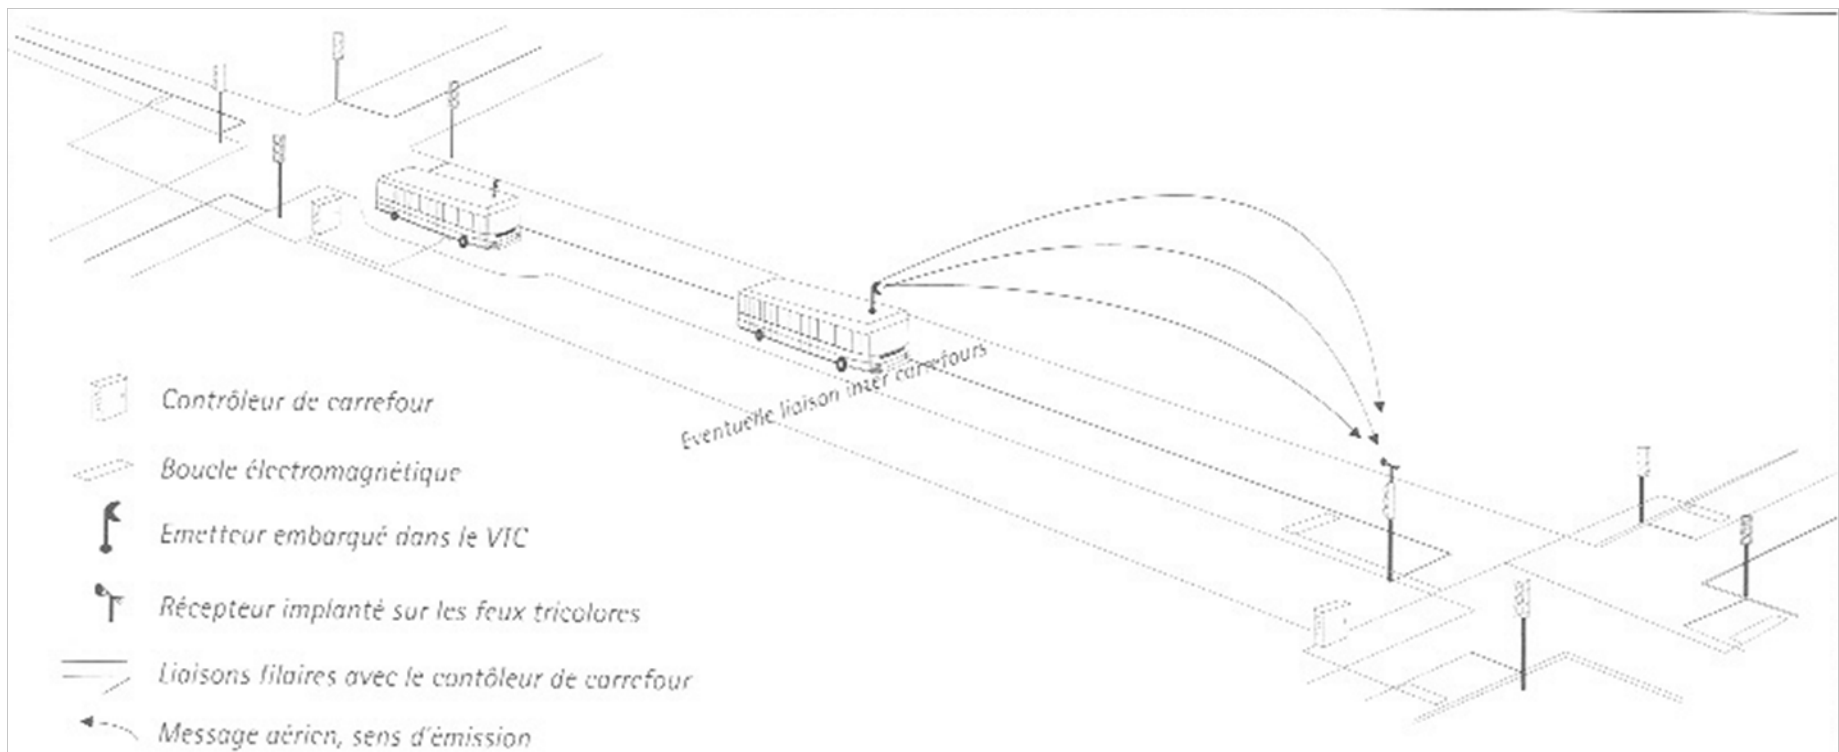 Eventuelle liaison inter carrefours
Contrôleur de carrefour
Boucle électromagnétique
Emetteur embarqué dans le VTC
Récepteur implanté sur les feux tricolores
Liaisons filaires avec le contôleur de carrefour
Message aérien, sens d'émission